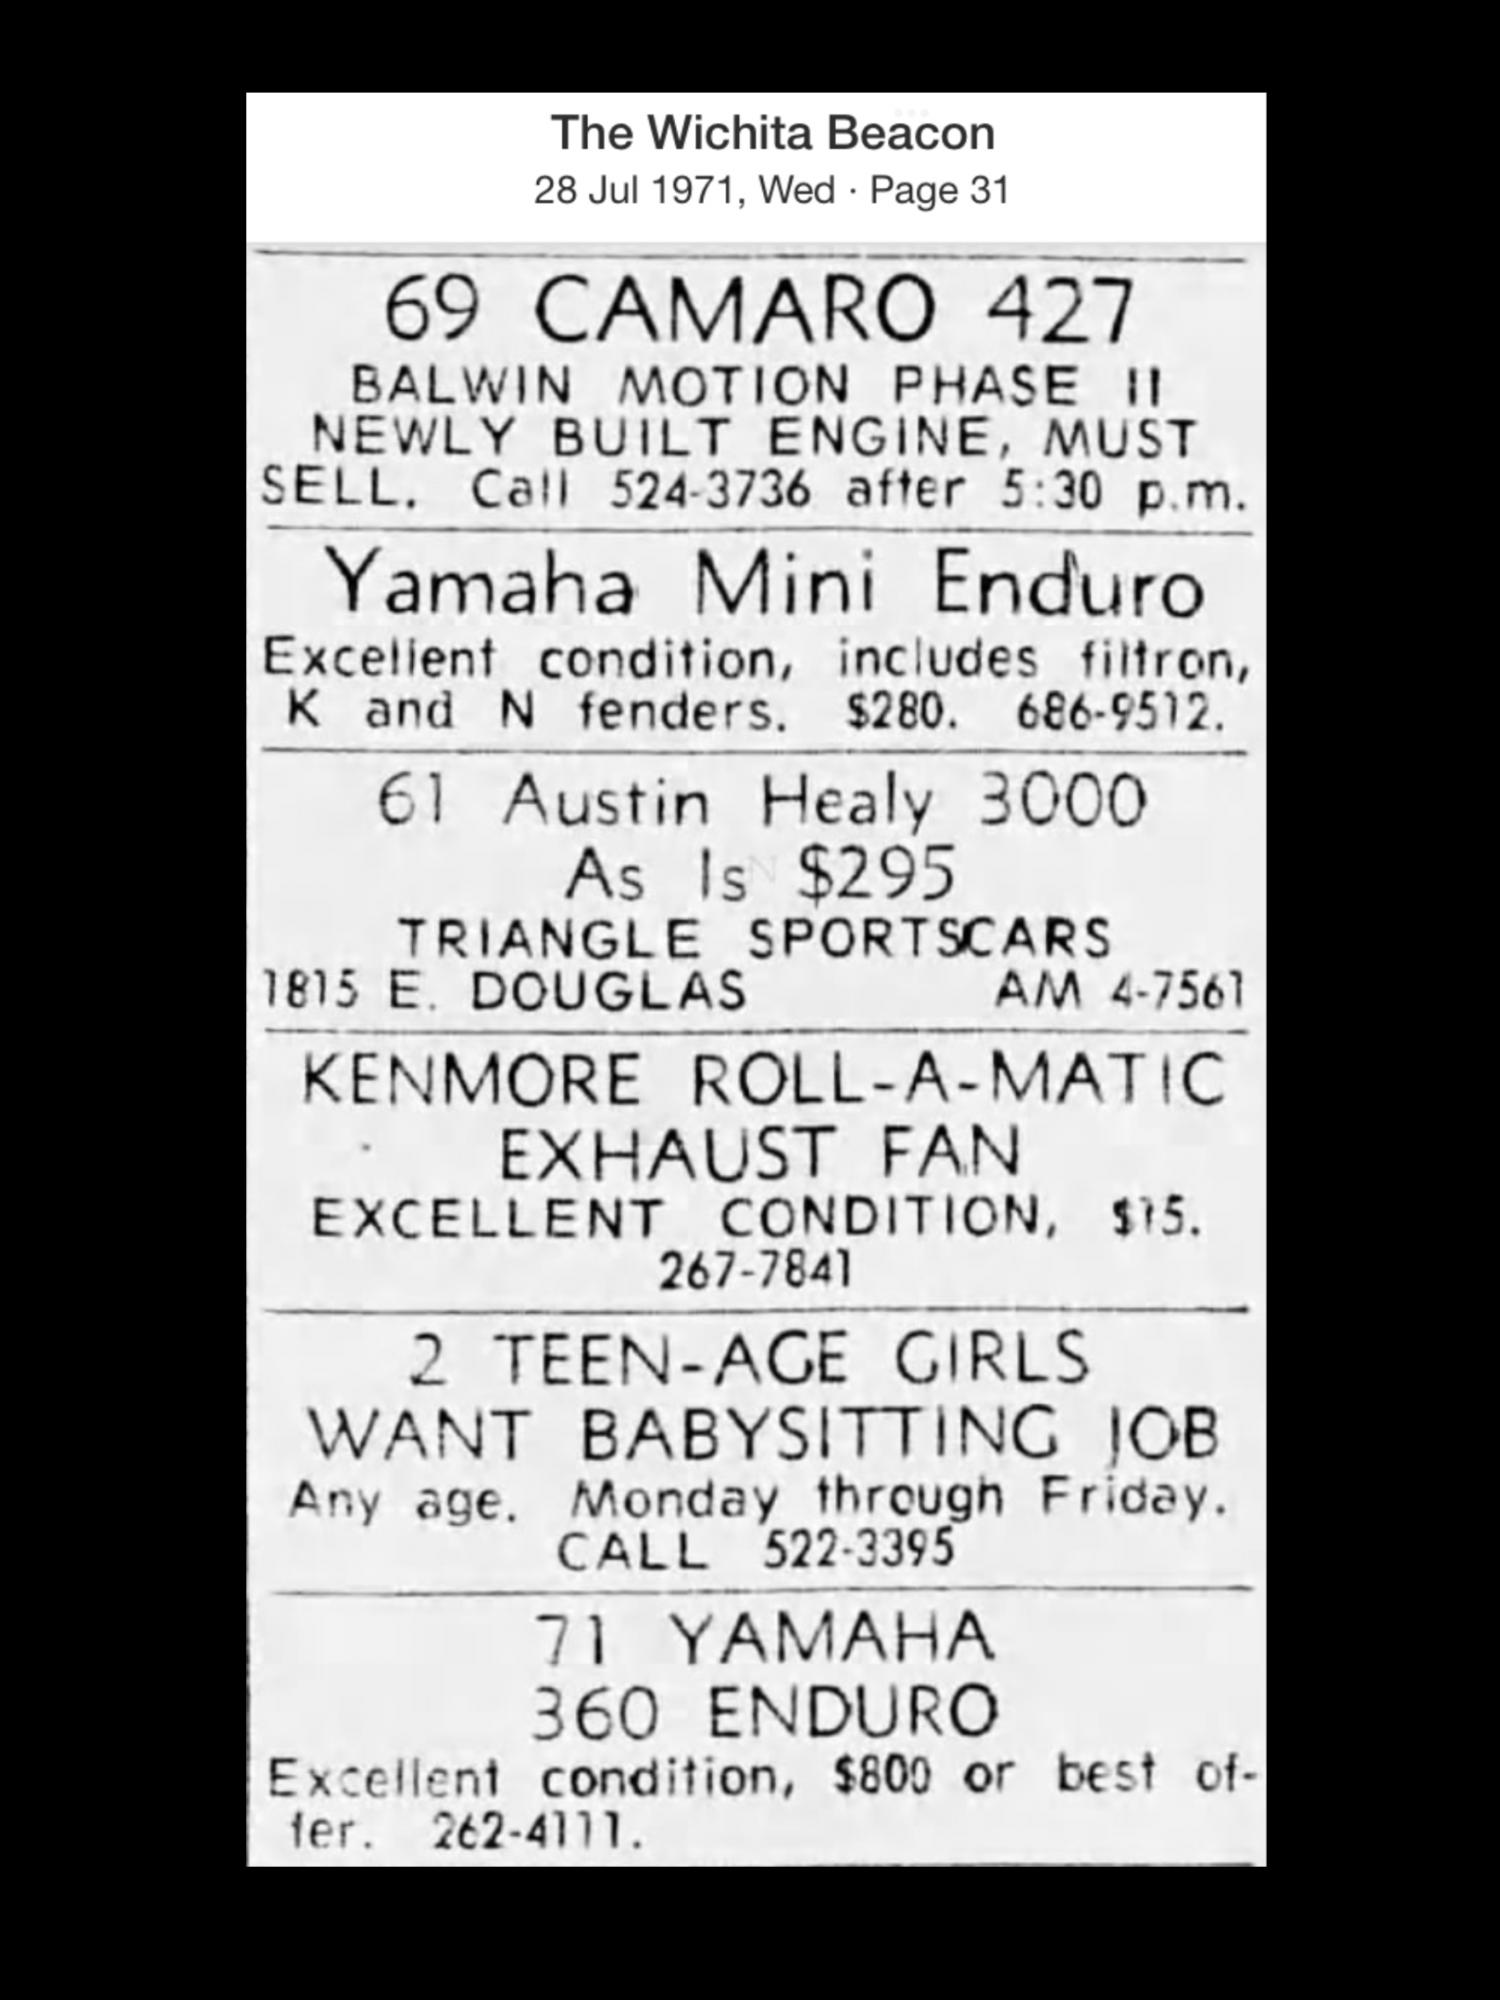 The Wichita Beacon
28 Jul 1971, Wed · Page 31
69 CAMARO 427
BALWIN MOTION PHASE II
NEWLY BUILT ENGINE, MUST
SELL. Call 524-3736 after 5:30 p.m.
Yamaha Mini Enduro
Excellent condition, includes filtron,
K and N fenders. $280. 686-9512.
61 Austin Healy 3000
As Is $295
TRIANGLE SPORTSCARS
1815 E. DOUGLAS AM 4-7561
KENMORE ROLL-A-MATIC
EXHAUST FAN
EXCELLENT CONDITION, $15.
267-7841
2 TEEN-AGE GIRLS
WANT BABYSITTING JOB
Any age. Monday through Friday.
CALL 522-3395
71 YAMAHA
360 ENDURO
Excellent condition, $800 or best of-
fer. 262-4111.